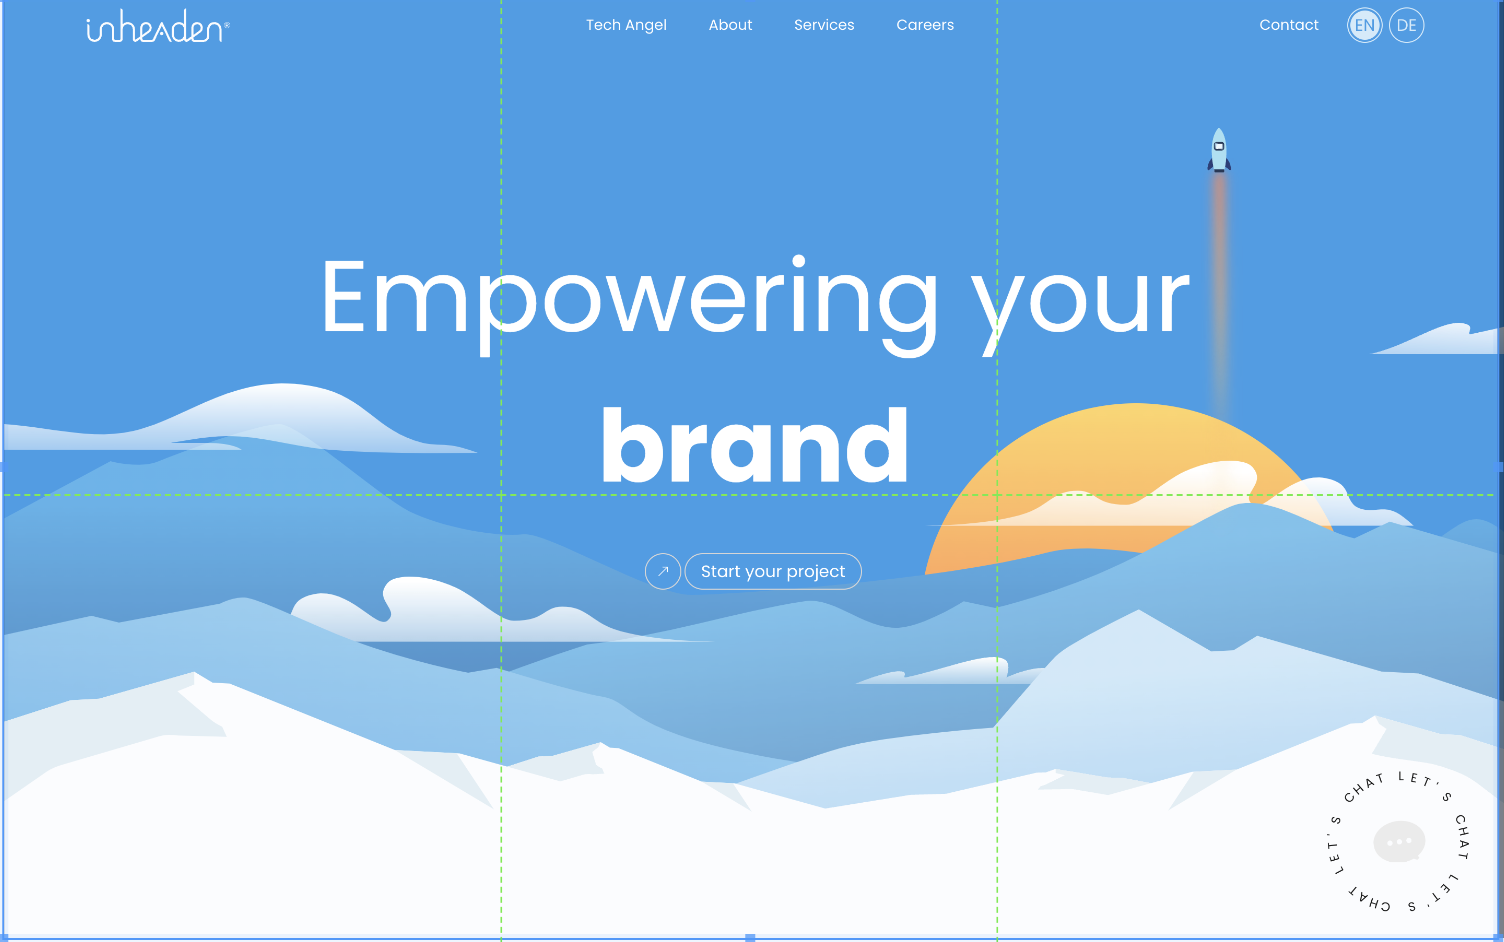 inheaden®
Tech Angel
About
Services
Careers
Contact
EN
DE
Empowering your
brand
Start your project
LET'S CHAT LET'S CHAT LET'S CHAT